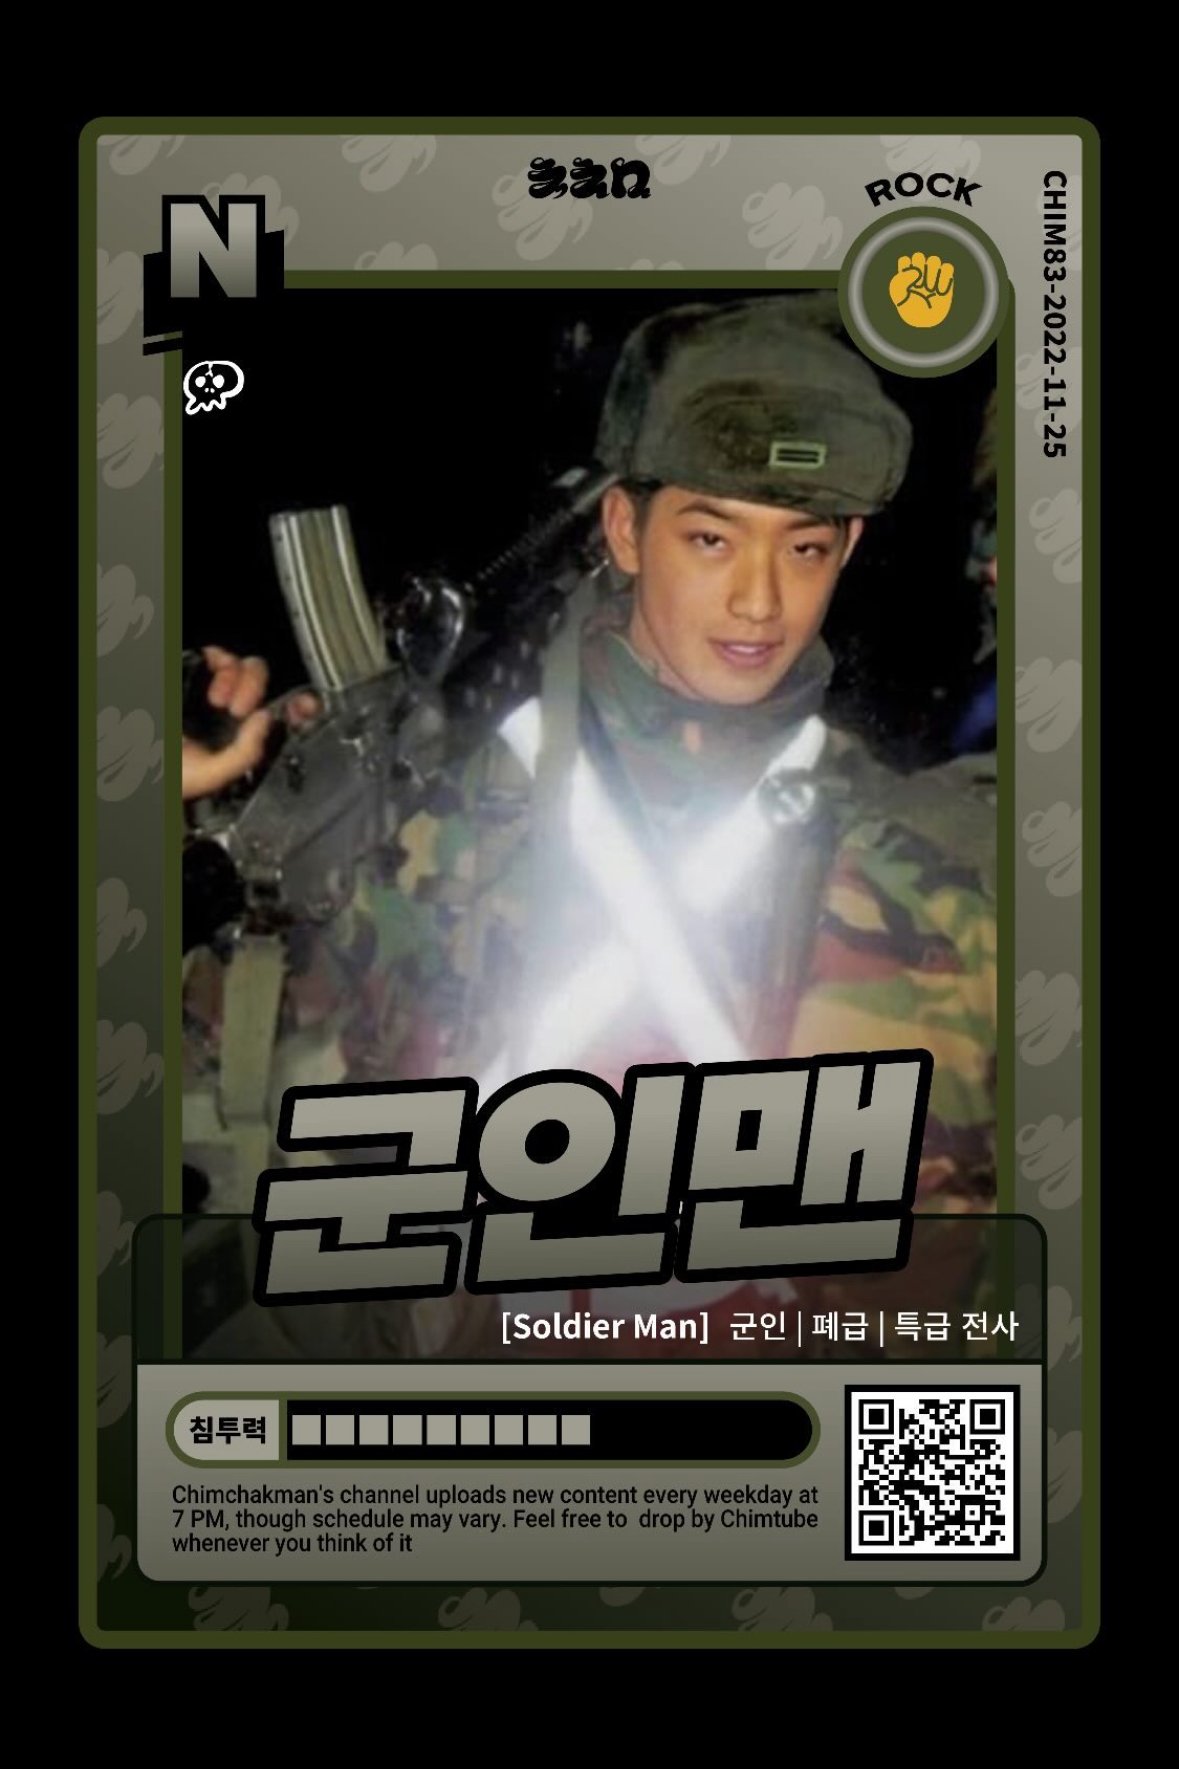 N
ROCK
CHIM83-2022-11-25
군인맨
[Soldier Man] 군인 | 폐급 | 특급 전사
침투력
Chimchakman's channel uploads new content every weekday at
7 PM, though schedule may vary. Feel free to drop by Chimtube
whenever you think of it